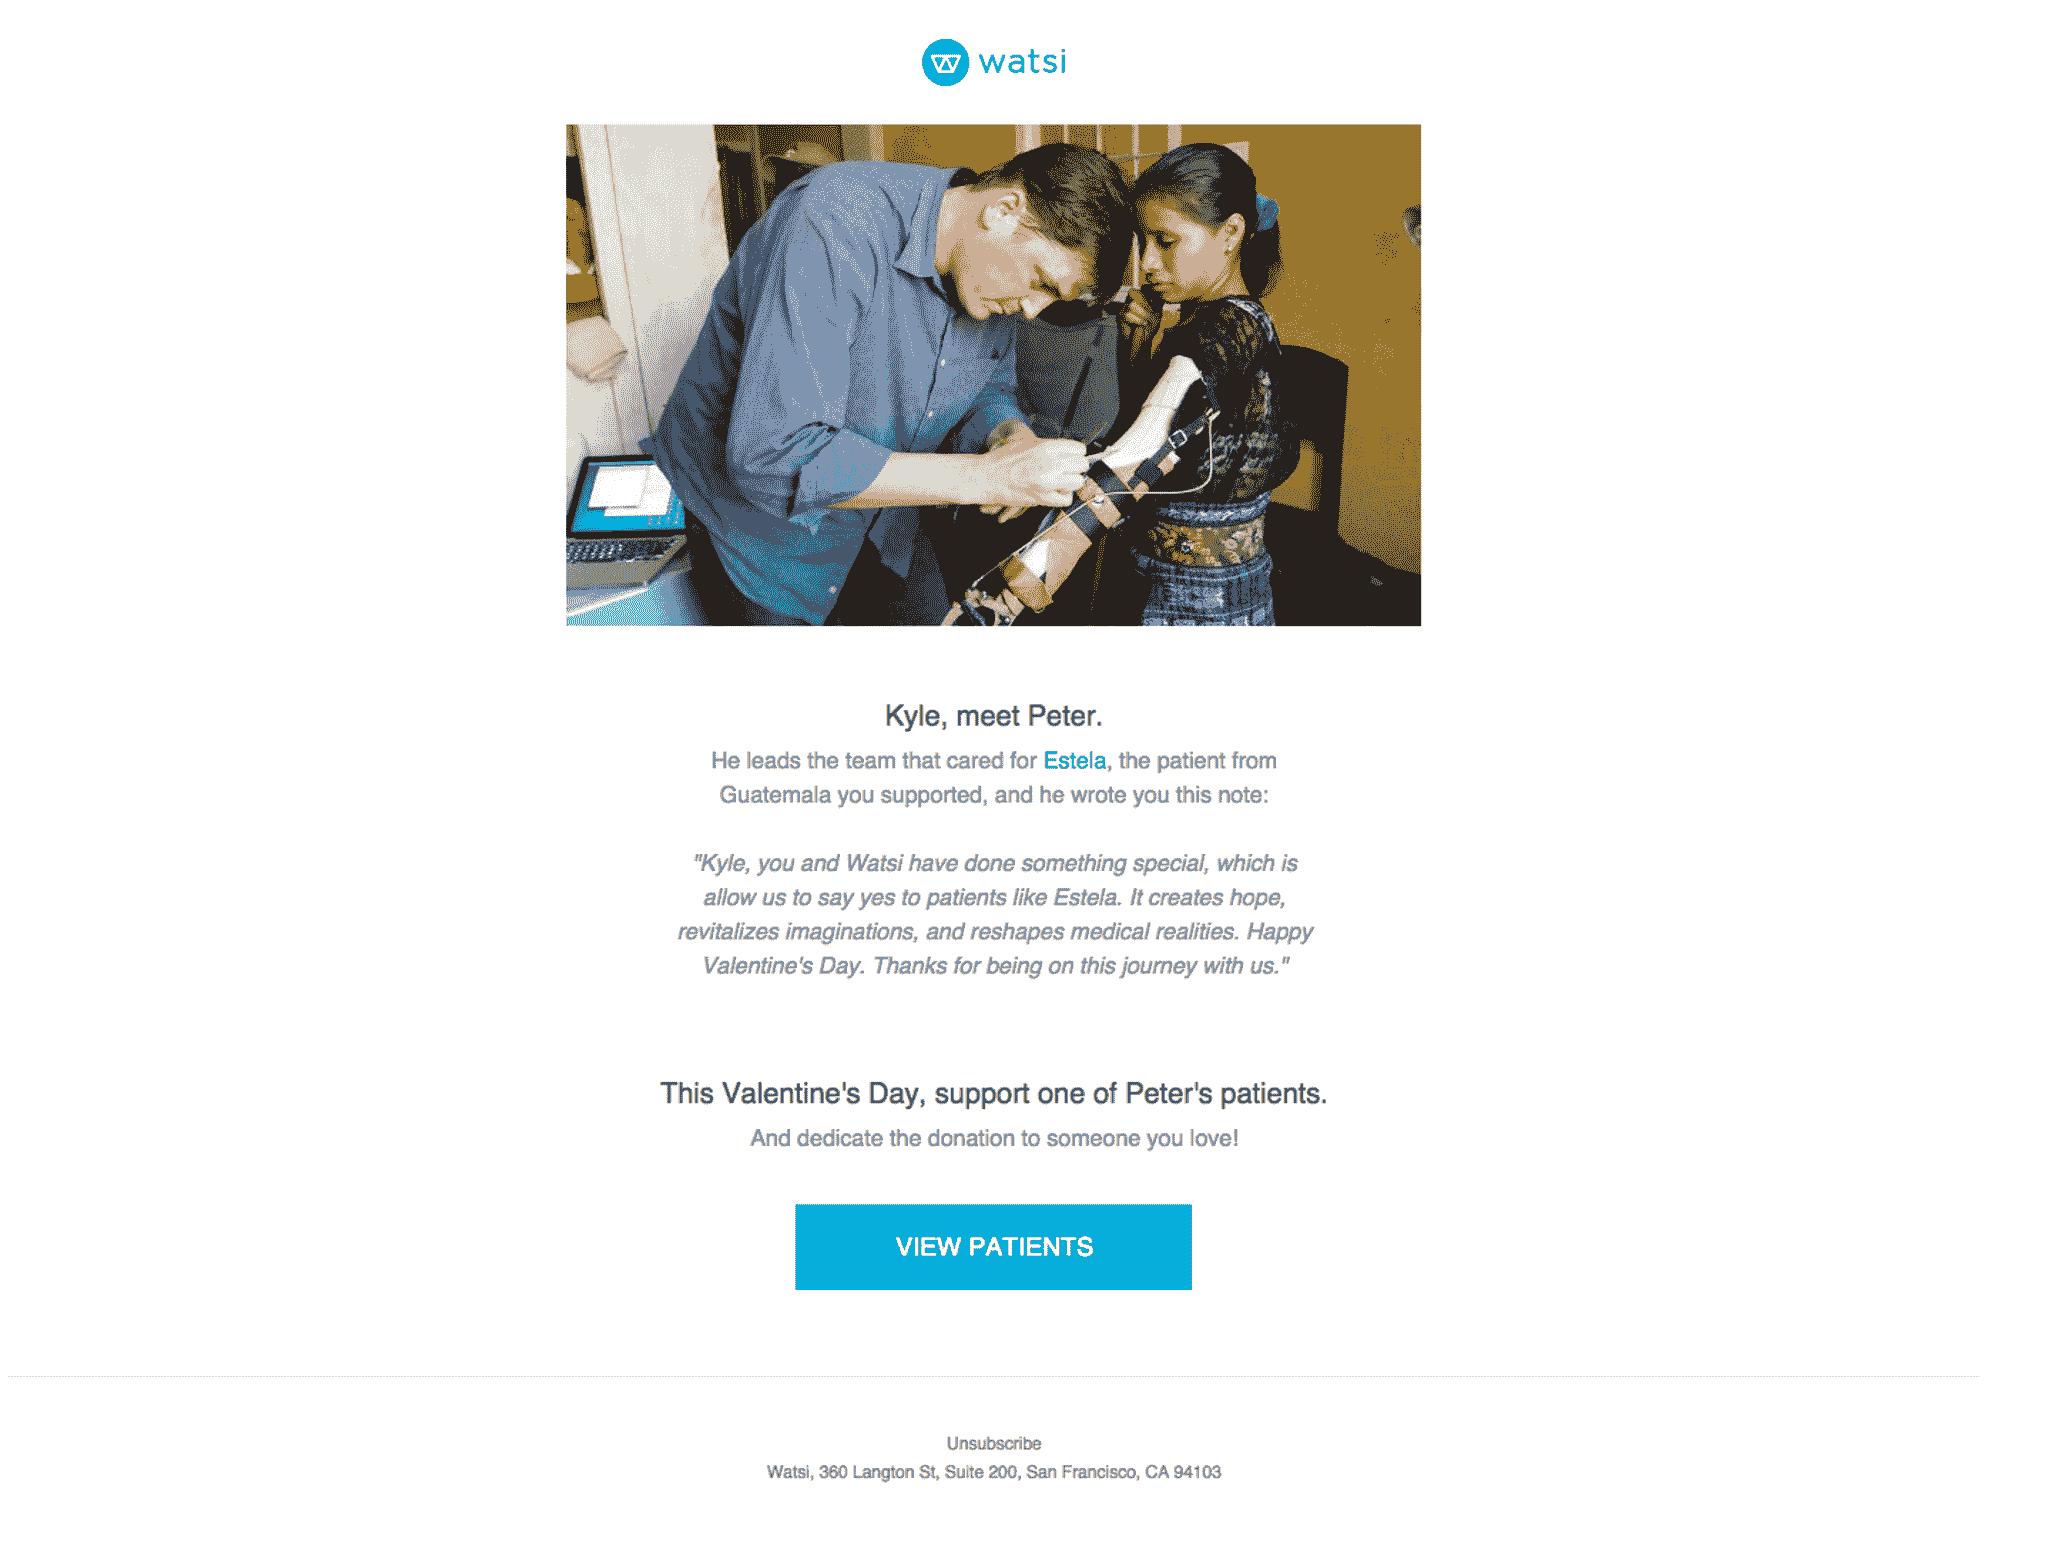 watsi
Kyle, meet Peter.
He leads the team that cared for Estela, the patient from
Guatemala you supported, and he wrote you this note:
"Kyle, you and Watsi have done something special, which is
allow us to say yes to patients like Estela. It creates hope,
revitalizes imaginations, and reshapes medical realities. Happy
Valentine's Day. Thanks for being on this journey with us."
This Valentine's Day, support one of Peter's patients.
And dedicate the donation to someone you love!
VIEW PATIENTS
Unsubscribe
Watsi, 360 Langton St, Suite 200, San Francisco, CA 94103